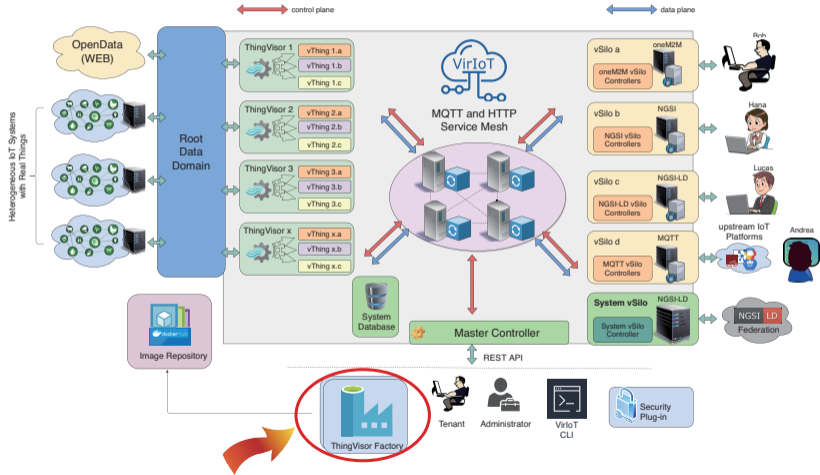 control plane
data plane
OpenData
(WEB)
Heterogeneous IoT Systems
with Real Things
Root
Data
Domain
ThingVisor 1
vThing 1.a
vThing 1.b
vThing 1.c
ThingVisor 2
vThing 2.a
vThing 2.b
vThing 2.c
ThingVisor 3
vThing 3.a
vThing 3.b
vThing 3.c
ThingVisor x
vThing x.a
vThing x.b
vThing x.c
VirIoT
MQTT and HTTP
Service Mesh
System
Database
Master Controller
REST API
vSilo a
oneM2M
oneM2M vSilo
Controllers
vSilo b
NGSI
NGSI vSilo
Controllers
vSilo c
NGSI-LD
NGSI-LD vSilo
Controllers
vSilo d
MQTT
MQTT vSilo
Controllers
System vSilo
NGSI-LD
System vSilo
Controller
Bob
Hana
Lucas
upstream IoT
Platforms
Andrea
NGSI LD
Federation
Image Repository
ThingVisor Factory
Tenant
Administrator
VirIoT
CLI
Security
Plug-in